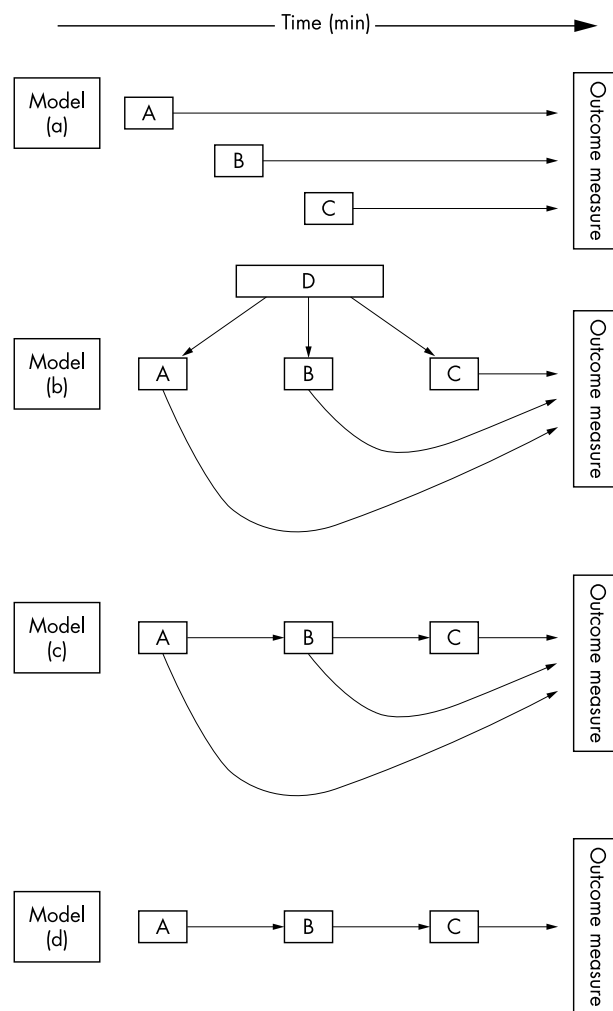 Time (min)
Model
(a)
A
B
C
Outcome measure
D
Model
(b)
A
B
C
Outcome measure
Model
(c)
A
B
C
Outcome measure
Model
(d)
A
B
C
Outcome measure